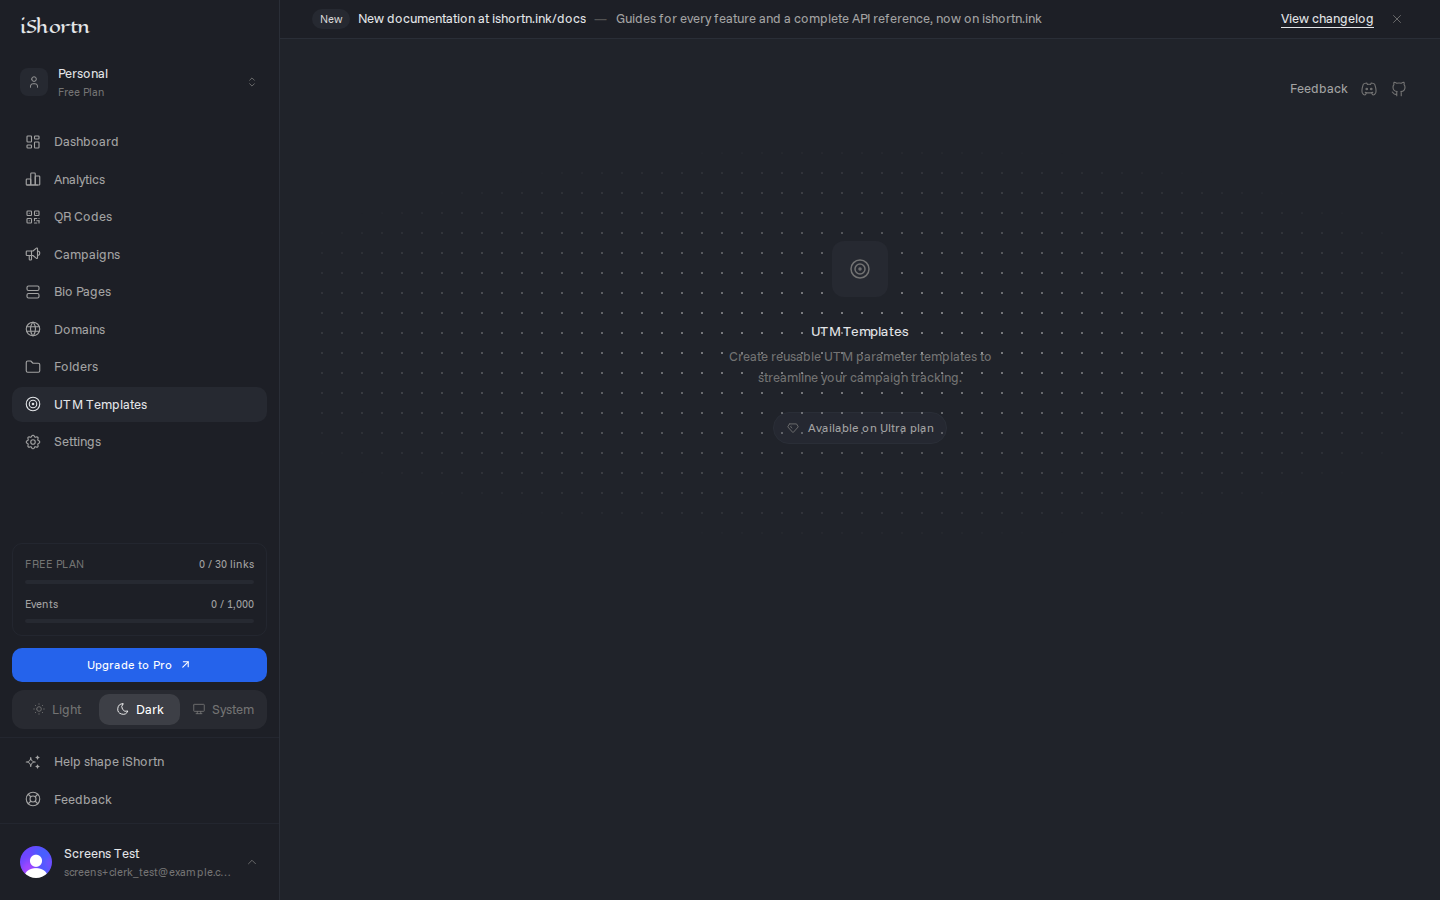 iShortn
Personal
Free Plan
Dashboard
Analytics
QR Codes
Campaigns
Bio Pages
Domains
Folders
UTM Templates
Settings
FREE PLAN 0 / 30 links
Events 0 / 1,000
Upgrade to Pro
Light Dark System
Help shape iShortn
Feedback
Screens Test
screens+clerk_test@example.c...
New New documentation at ishortn.ink/docs — Guides for every feature and a complete API reference, now on ishortn.ink View changelog
Feedback
UTM Templates
Create reusable UTM parameter templates to
streamline your campaign tracking.
Available on Ultra plan